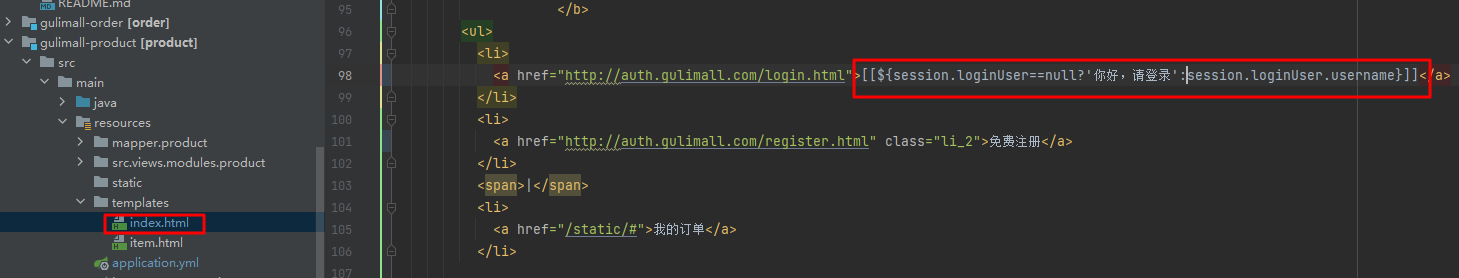 README.md
gulimall-order [order]
gulimall-product [product]
src
main
java
resources
mapper.product
src.views.modules.product
static
templates
index.html
item.html
application.yml
95 </b>
96 <ul>
97 <li>
98 <a href="http://auth.gulimall.com/login.html">[[${session.loginUser==null?'你好，请登录':session.loginUser.username}]]</a>
99 </li>
100 <li>
101 <a href="http://auth.gulimall.com/register.html" class="li_2">免费注册</a>
102 </li>
103 <span>|</span>
104 <li>
105 <a href="/static/#">我的订单</a>
106 </li>
107